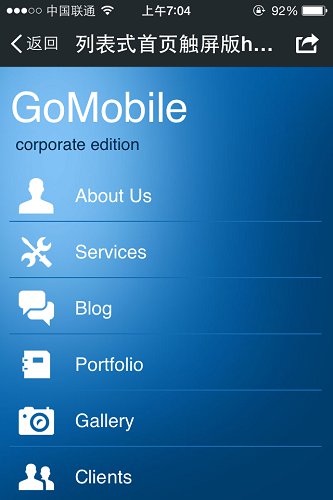 中国联通 上午7:04 92%
返回 列表式首页触屏版h...
GoMobile
corporate edition
About Us
Services
Blog
Portfolio
Gallery
Clients